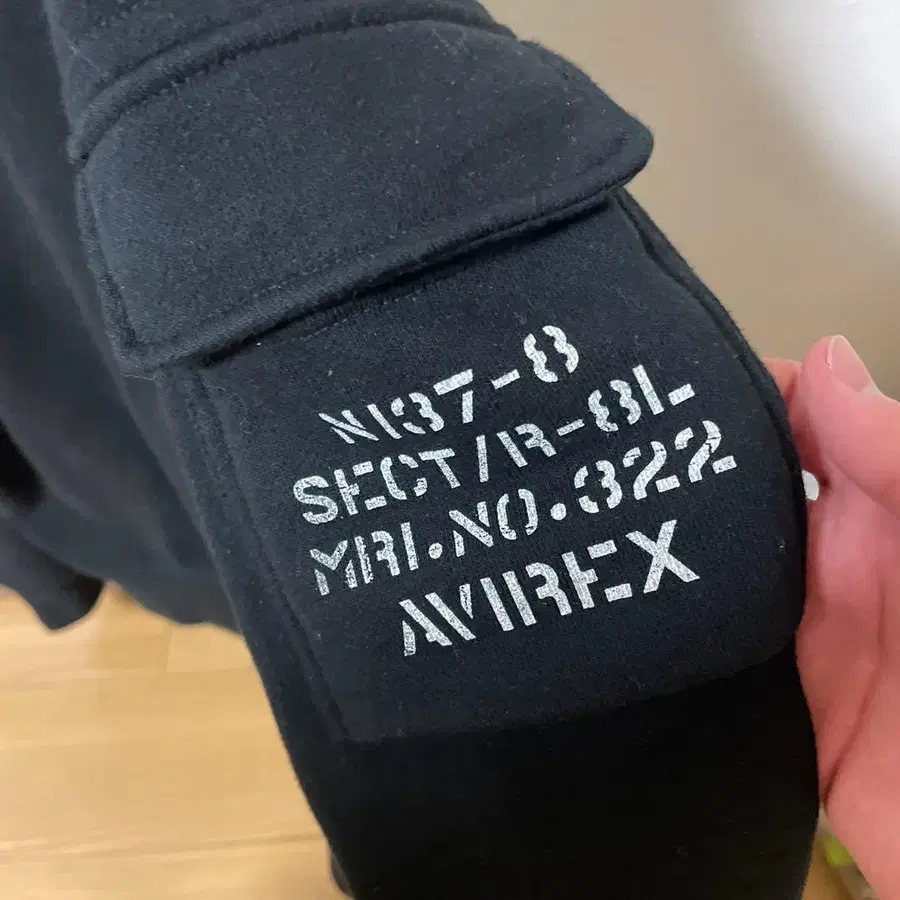 N137-8
SECT/R-8L
MRI.NO.322
AVIREX